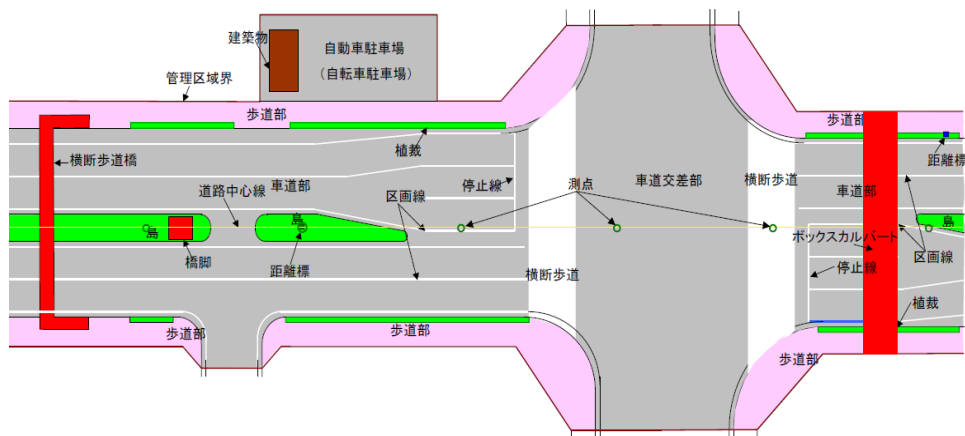 建築物
自動車駐車場
（自転車駐車場）
管理区域界
歩道部
植栽
横断歩道橋
道路中心線
車道部
区画線
停止線
測点
車道交差部
横断歩道
歩道部
距離標
車道部
島
島
島
橋脚
距離標
横断歩道
ボックスカルバート
停止線
区画線
植栽
歩道部
歩道部
歩道部